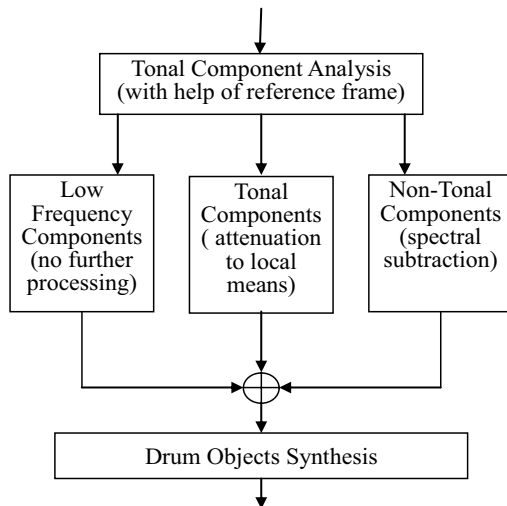 Tonal Component Analysis
(with help of reference frame)
Low
Frequency
Components
(no further
processing)
Tonal
Components
( attenuation
to local
means)
Non-Tonal
Components
(spectral
subtraction)
Drum Objects Synthesis